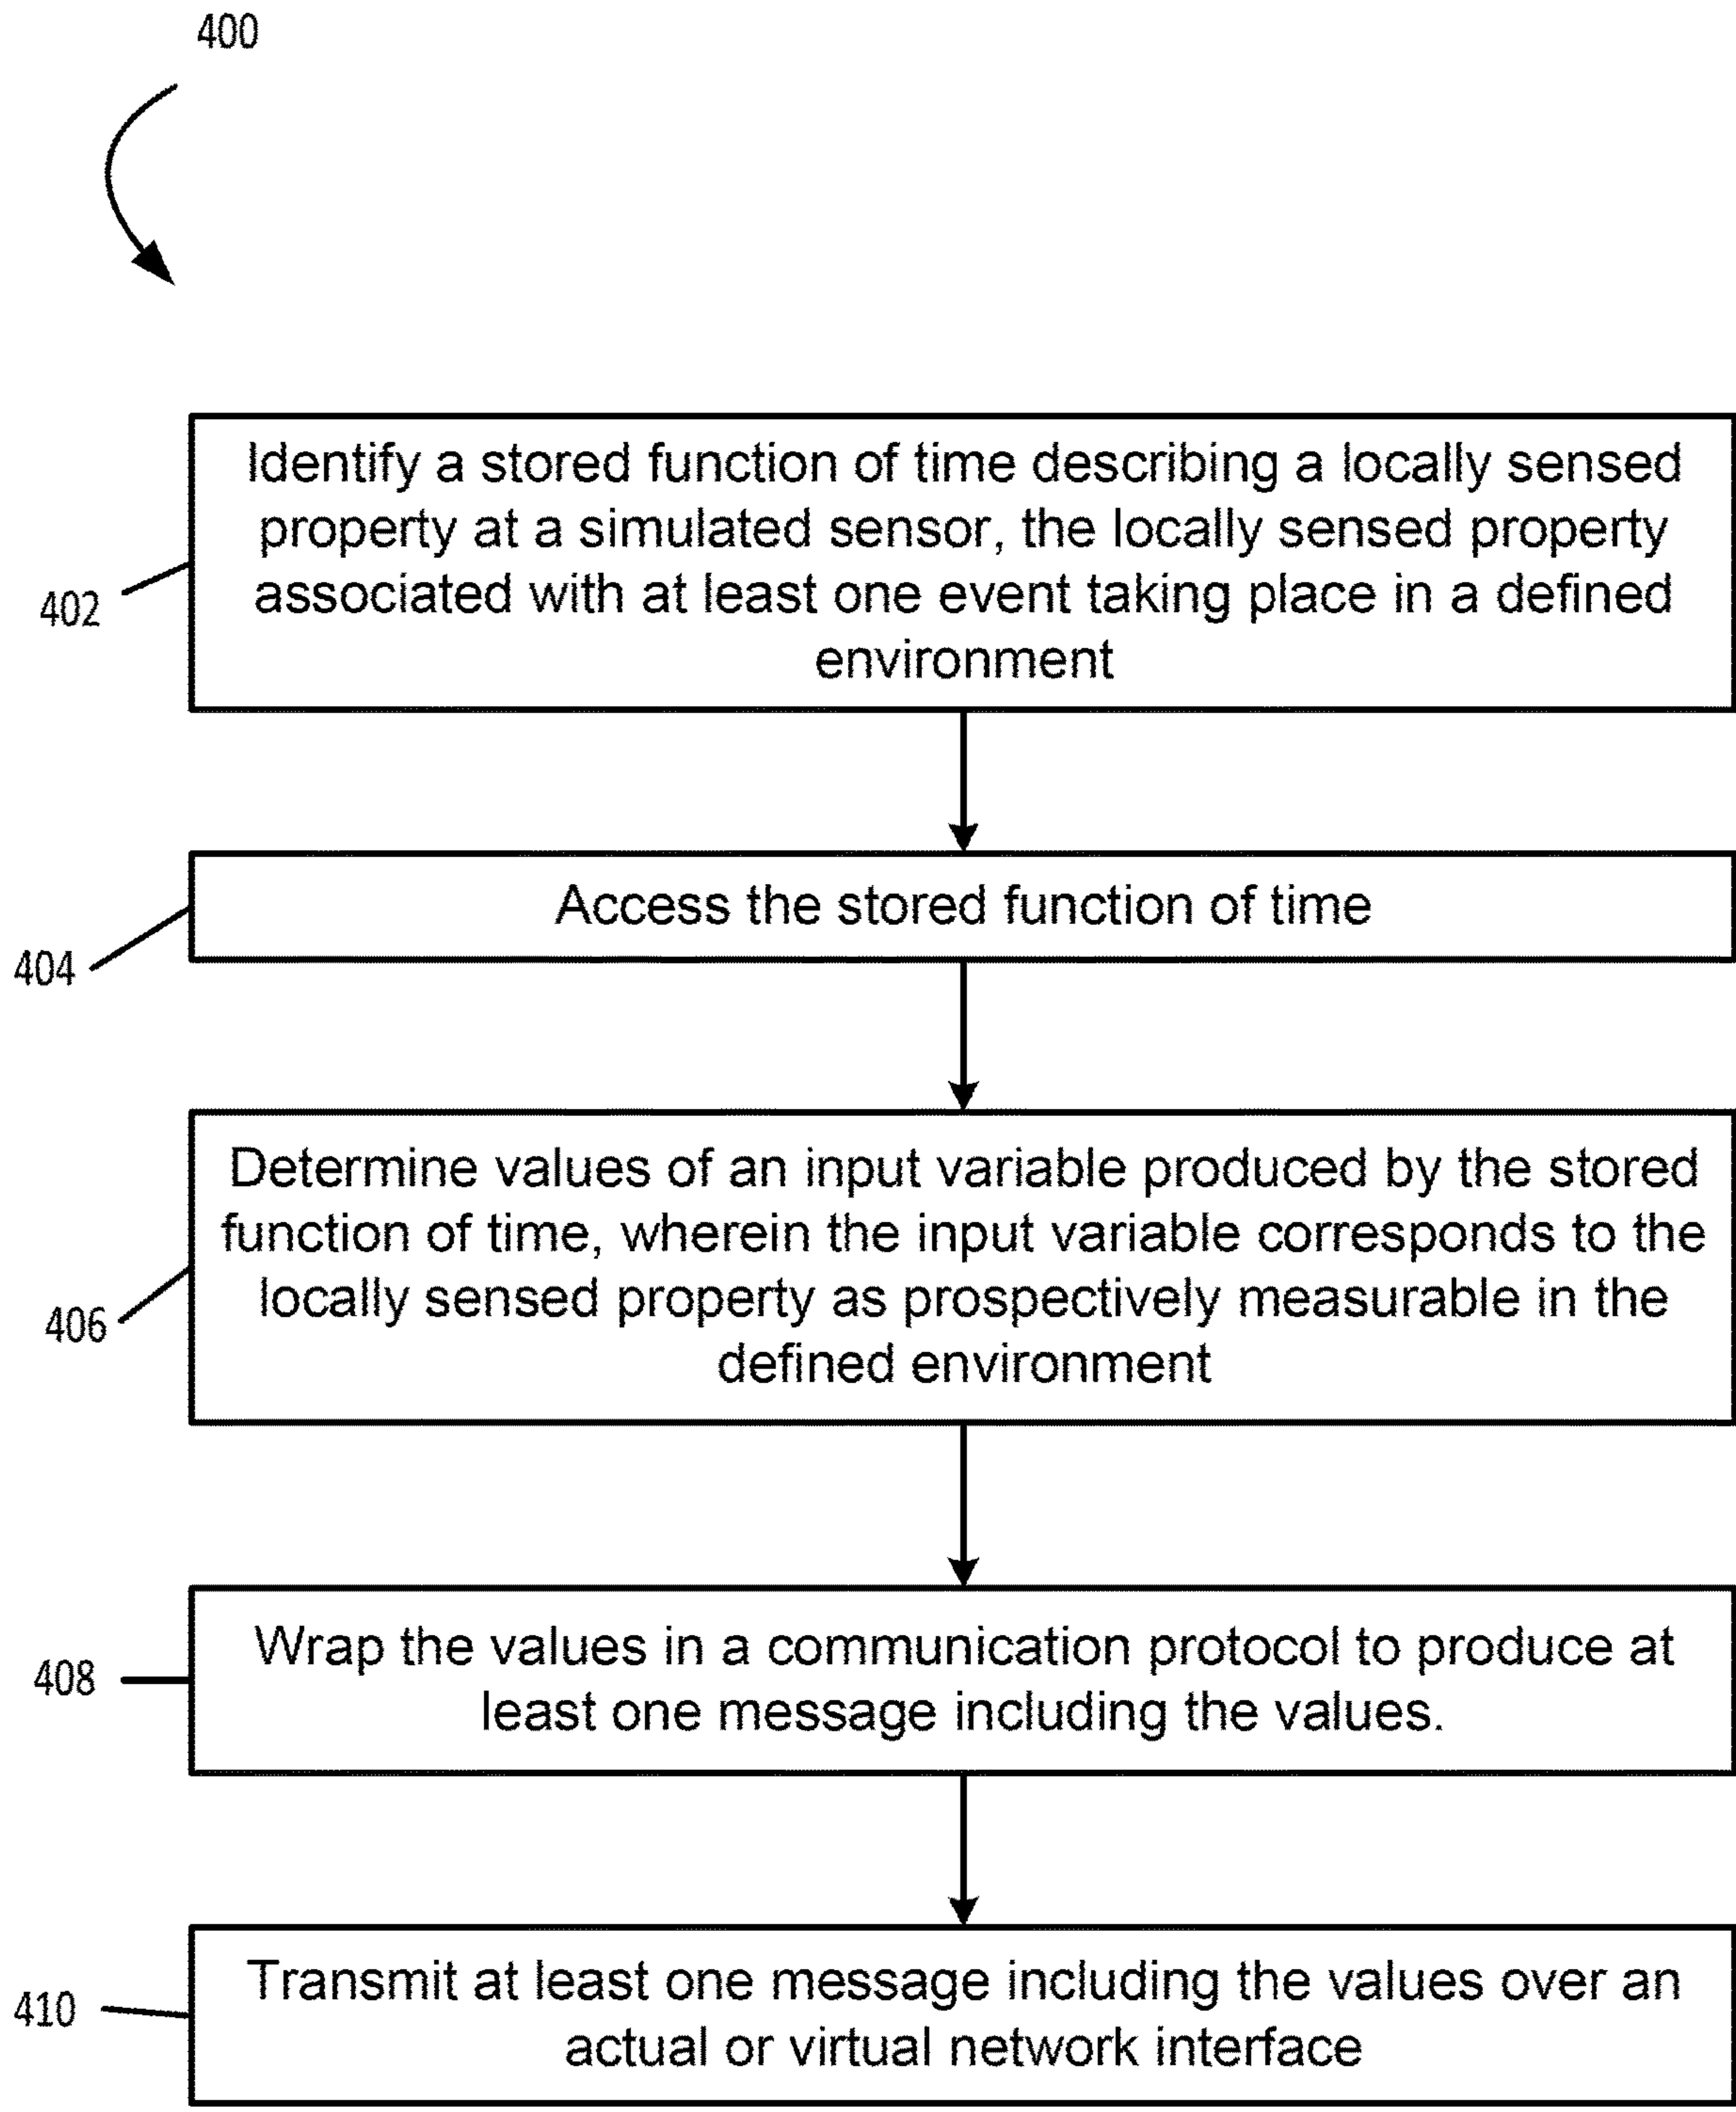 400
Identify a stored function of time describing a locally sensed
property at a simulated sensor, the locally sensed property
associated with at least one event taking place in a defined
environment
402
Access the stored function of time
404
Determine values of an input variable produced by the stored
function of time, wherein the input variable corresponds to the
locally sensed property as prospectively measurable in the
defined environment
406
Wrap the values in a communication protocol to produce at
least one message including the values.
408
Transmit at least one message including the values over an
actual or virtual network interface
410